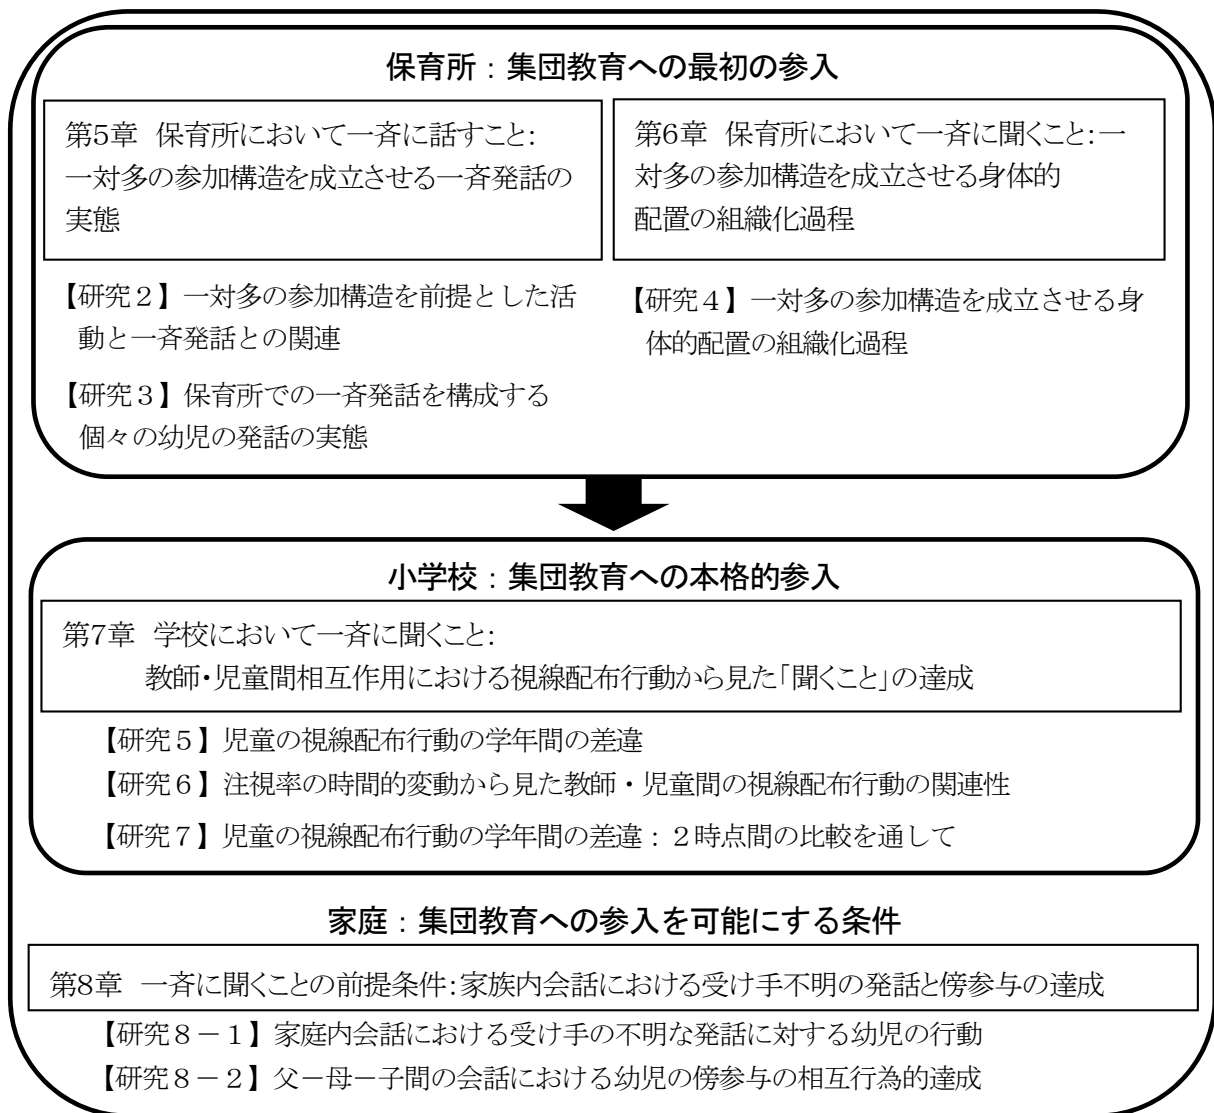 保育所：集団教育への最初の参入
第5章 保育所において一斉に話すこと：
一対多の参加構造を成立させる一斉発話の
実態
第6章 保育所において一斉に聞くこと：一
対多の参加構造を成立させる身体的
配置の組織化過程
【研究２】一対多の参加構造を前提とした活
動と一斉発話との関連
【研究３】保育所での一斉発話を構成する
個々の幼児の発話の実態
【研究４】一対多の参加構造を成立させる身
体的配置の組織化過程
小学校：集団教育への本格的参入
第7章 学校において一斉に聞くこと：
教師・児童間相互作用における視線配布行動から見た「聞くこと」の達成
【研究５】児童の視線配布行動の学年間の差違
【研究６】注視率の時間的変動から見た教師・児童間の視線配布行動の関連性
【研究７】児童の視線配布行動の学年間の差違：２時点間の比較を通して
家庭：集団教育への参入を可能にする条件
第8章 一斉に聞くことの前提条件：家族内会話における受け手不明の発話と傍参与の達成
【研究８－１】家庭内会話における受け手の不明な発話に対する幼児の行動
【研究８－２】父－母－子間の会話における幼児の傍参与の相互行為的達成